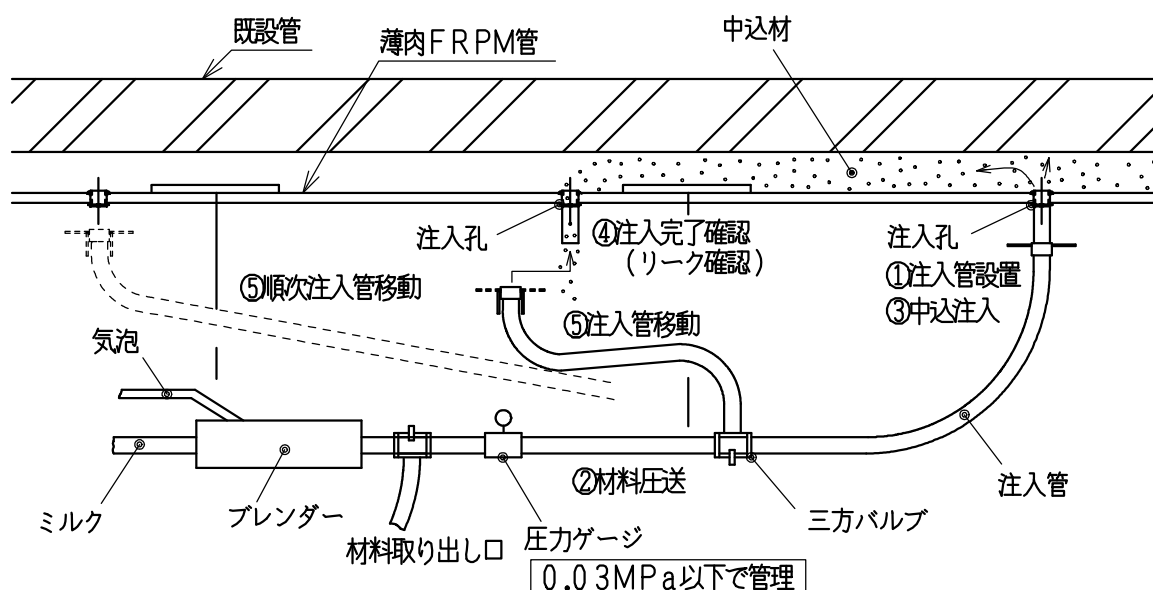 既設管
薄肉FRPM管
中込材
注入孔
④注入完了確認
(リーク確認)
注入孔
①注入管設置
③中込注入
⑤順次注入管移動
⑤注入管移動
気泡
②材料圧送
注入管
ミルク
ブレンダー
材料取り出し口
圧力ゲージ
三方バルブ
0.03MPa以下で管理